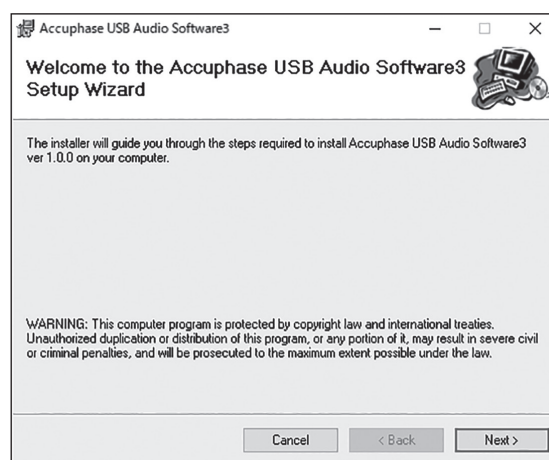 Accuphase USB Audio Software3
Welcome to the Accuphase USB Audio Software3
Setup Wizard
The installer will guide you through the steps required to install Accuphase USB Audio Software3
ver 1.0.0 on your computer.
WARNING: This computer program is protected by copyright law and international treaties.
Unauthorized duplication or distribution of this program, or any portion of it, may result in severe civil
or criminal penalties, and will be prosecuted to the maximum extent possible under the law.
Cancel
< Back
Next >